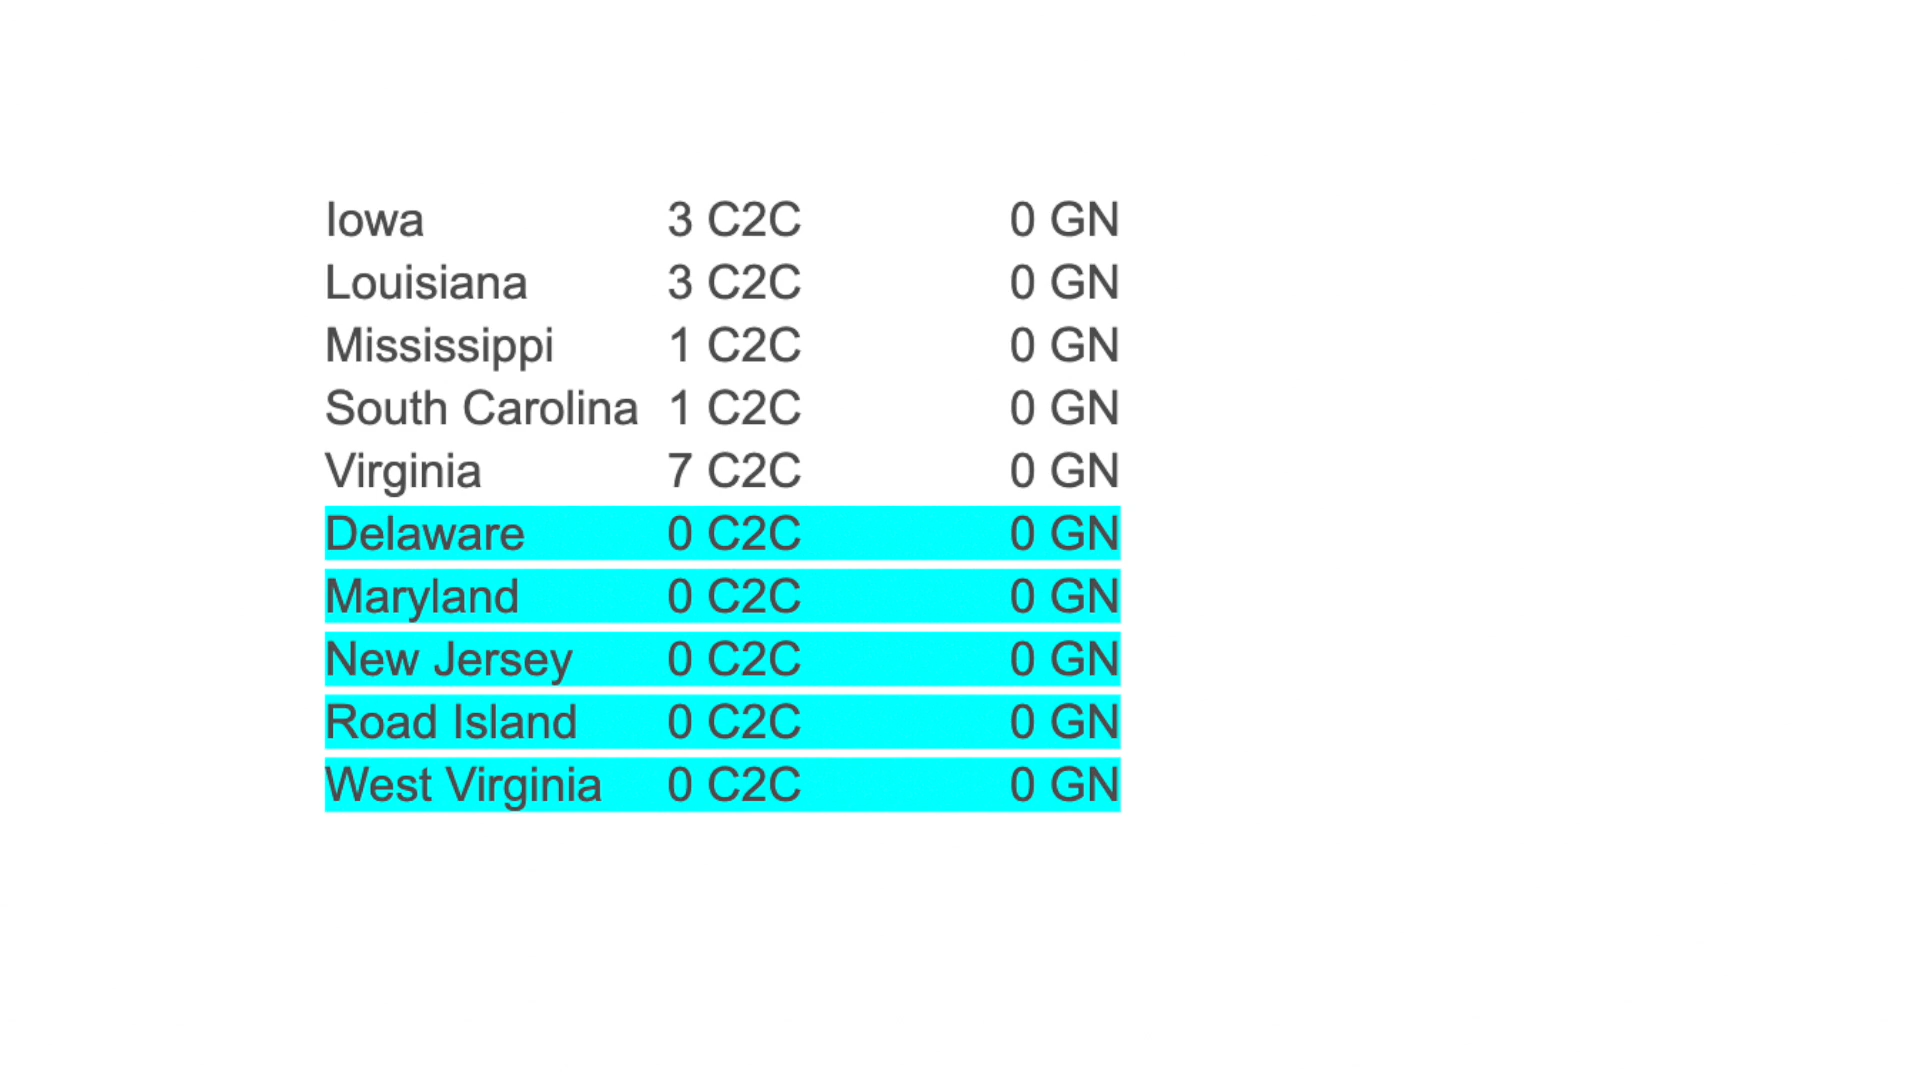 Iowa 3 C2C 0 GN
Louisiana 3 C2C 0 GN
Mississippi 1 C2C 0 GN
South Carolina 1 C2C 0 GN
Virginia 7 C2C 0 GN
Delaware 0 C2C 0 GN
Maryland 0 C2C 0 GN
New Jersey 0 C2C 0 GN
Road Island 0 C2C 0 GN
West Virginia 0 C2C 0 GN